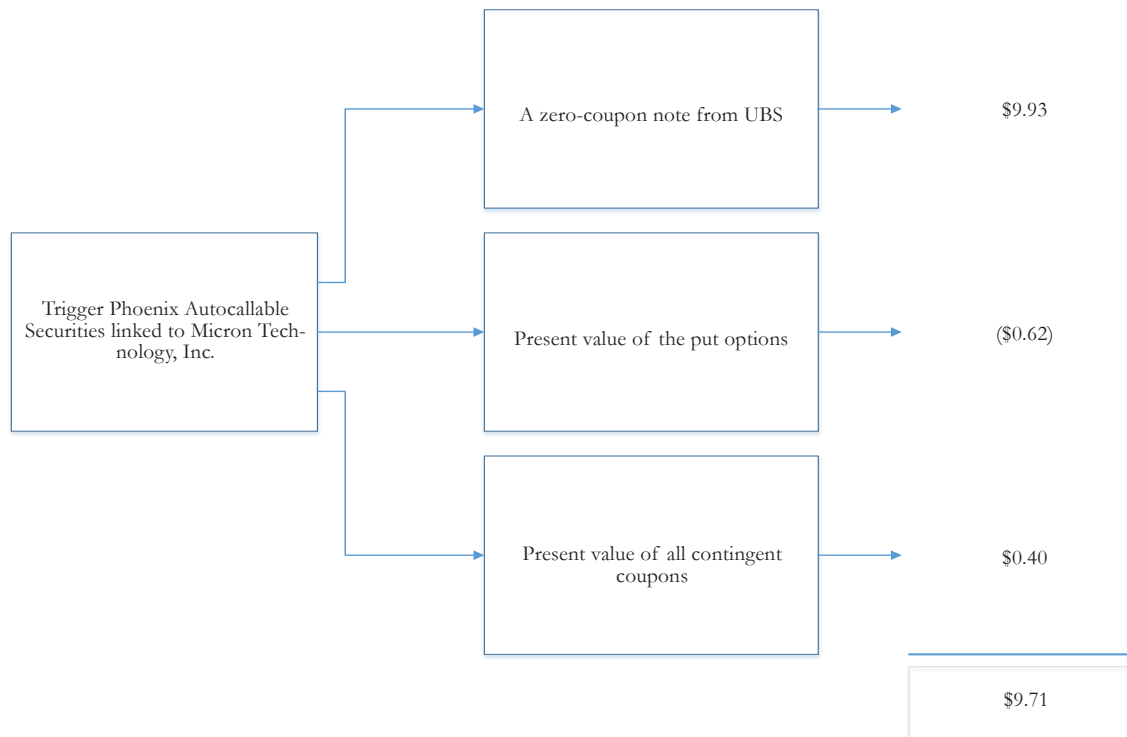 A zero-coupon note from UBS
$9.93
Trigger Phoenix Autocallable
Securities linked to Micron Tech-
nology, Inc.
Present value of the put options
($0.62)
Present value of all contingent
coupons
$0.40
$9.71